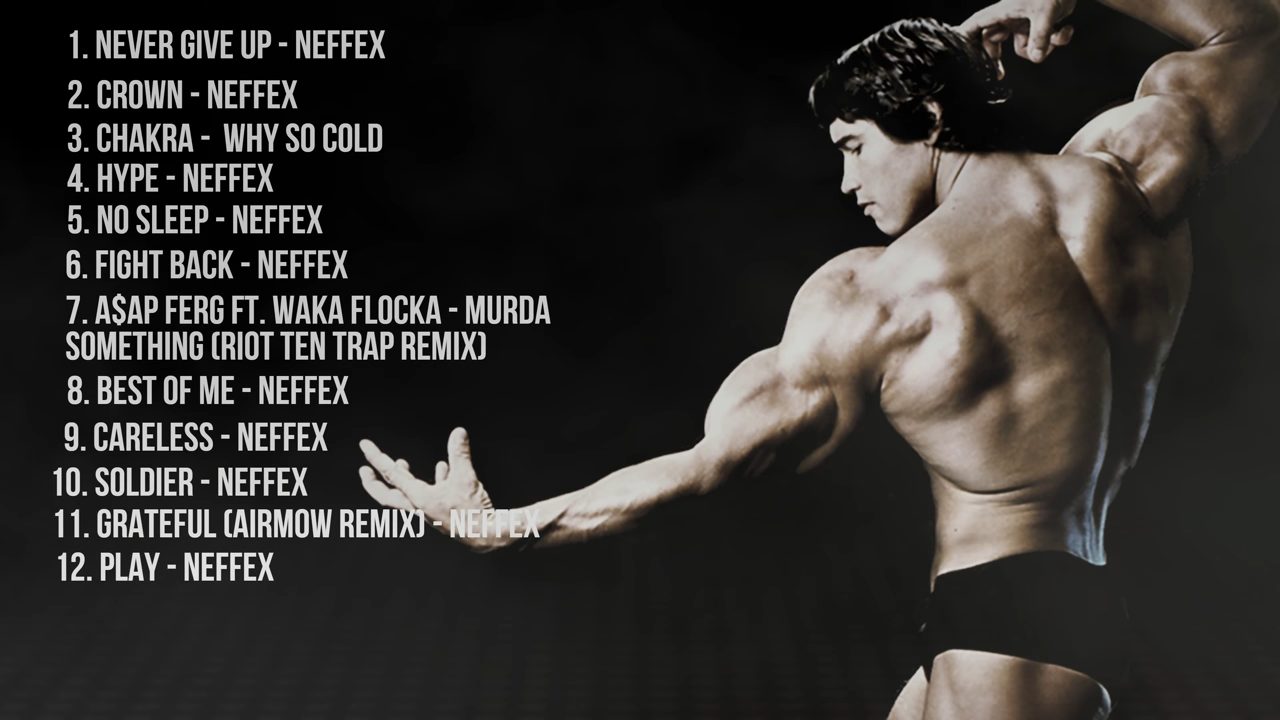 1. NEVER GIVE UP - NEFFEX
2. CROWN - NEFFEX
3. CHAKRA -  WHY SO COLD
4. HYPE - NEFFEX
5. NO SLEEP - NEFFEX
6. FIGHT BACK - NEFFEX
7. A$AP FERG FT. WAKA FLOCKA - MURDA
SOMETHING (RIOT TEN TRAP REMIX)
8. BEST OF ME - NEFFEX
9. CARELESS - NEFFEX
10. SOLDIER - NEFFEX
11. GRATEFUL (AIRMOW REMIX) - NEFFEX
12. PLAY - NEFFEX